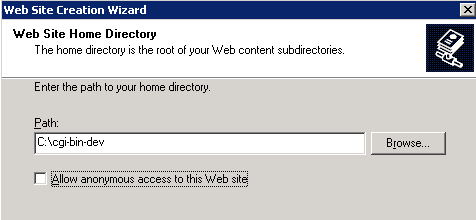 Web Site Creation Wizard
Web Site Home Directory
The home directory is the root of your Web content subdirectories.
Enter the path to your home directory.
Path:
C:\cgi-bin-dev
Browse...
Allow anonymous access to this Web site